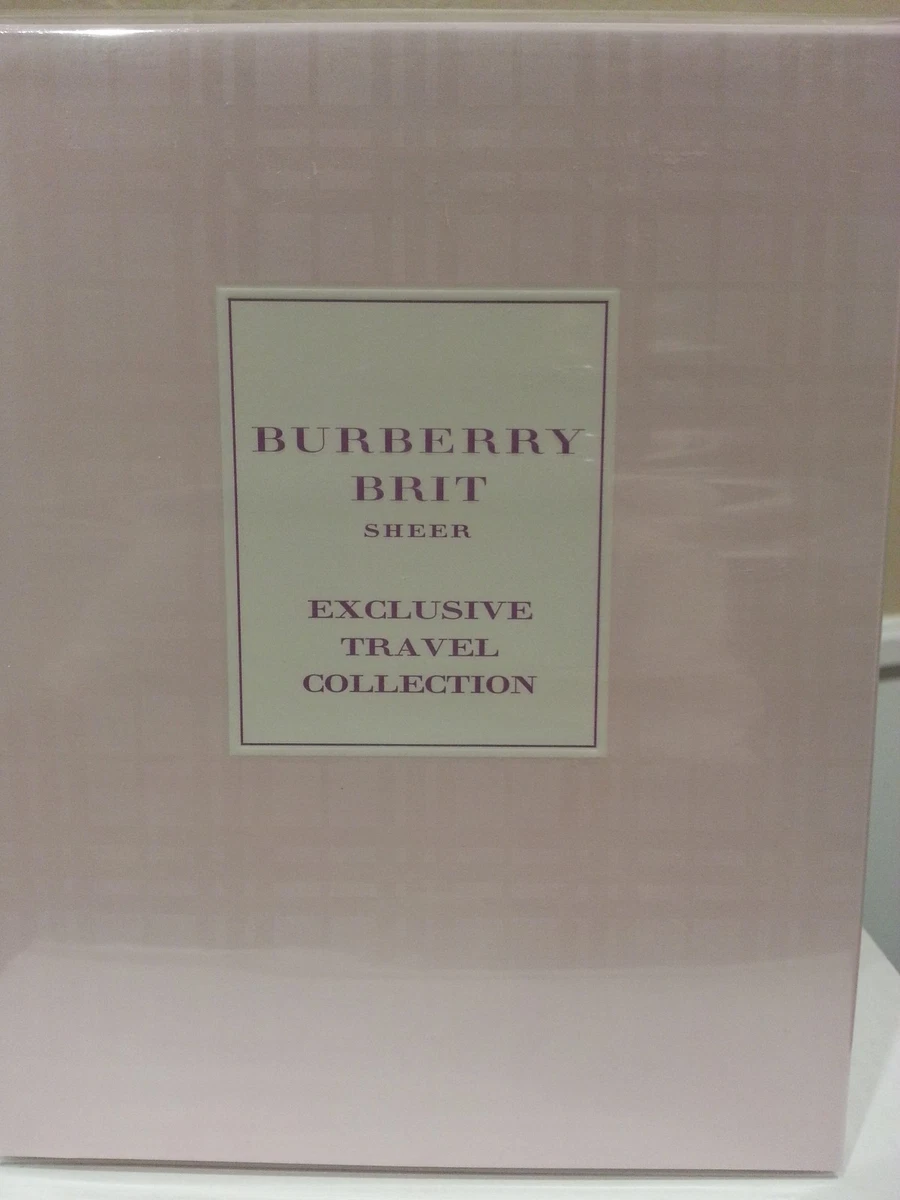 BURBERRY
BRIT
SHEER
EXCLUSIVE
TRAVEL
COLLECTION